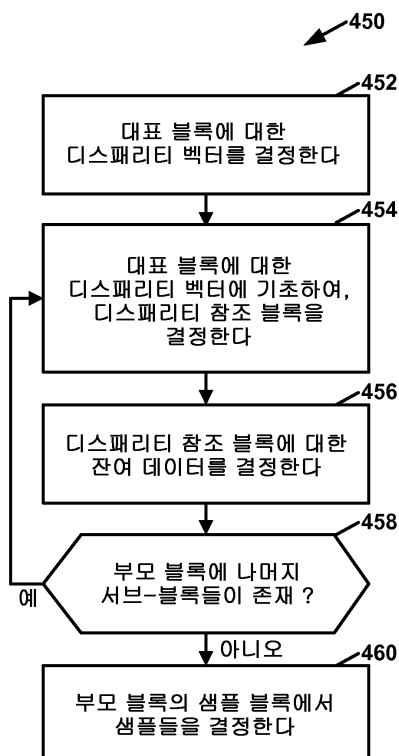 450
452
대표 블록에 대한
디스패리티 벡터를 결정한다
454
대표 블록에 대한
디스패리티 벡터에 기초하여,
디스패리티 참조 블록을
결정한다
456
디스패리티 참조 블록에 대한
잔여 데이터를 결정한다
458
부모 블록에 나머지
서브-블록들이 존재 ?
예
아니오
460
부모 블록의 샘플 블록에서
샘플들을 결정한다